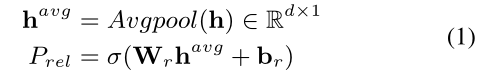 h^{avg} = Avgpool(h) ∈ ℝ^{d×1}
P_{rel} = σ(W_r h^{avg} + b_r)
(1)